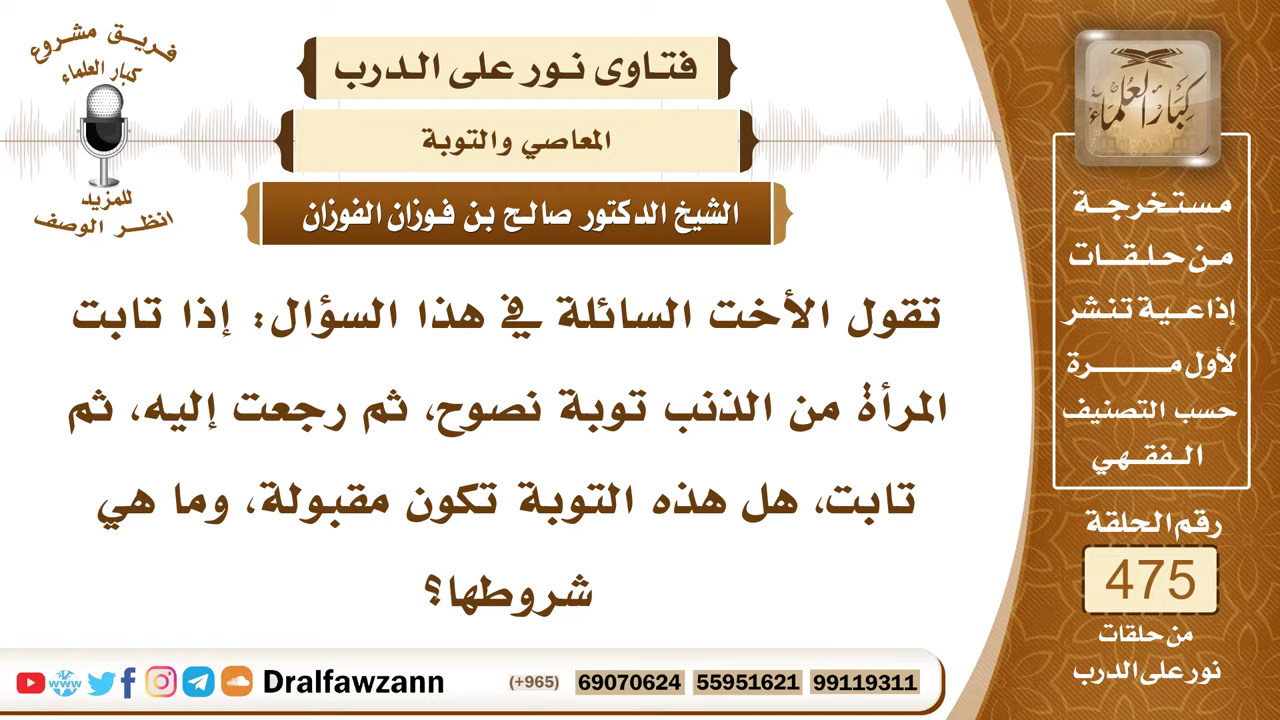 فريق مشروع
كبار العلماء
للمزيد
انظر الوصف
فتاوى نور على الدرب
المعاصي والتوبة
الشيخ الدكتور صالح بن فوزان الفوزان
تقول الأخت السائلة في هذا السؤال: إذا تابت
المرأة من الذنب توبة نصوح، ثم رجعت إليه، ثم
تابت، هل هذه التوبة تكون مقبولة، وما هي
شروطها؟
كبار العلماء
مستخرجة
من حلقات
إذاعية تنشر
لأول مرة
حسب التصنيف
الفقهي
رقم الحلقة
475
من حلقات
نور على الدرب
www
Dralfawzann
(+965) 69070624 55951621 99119311